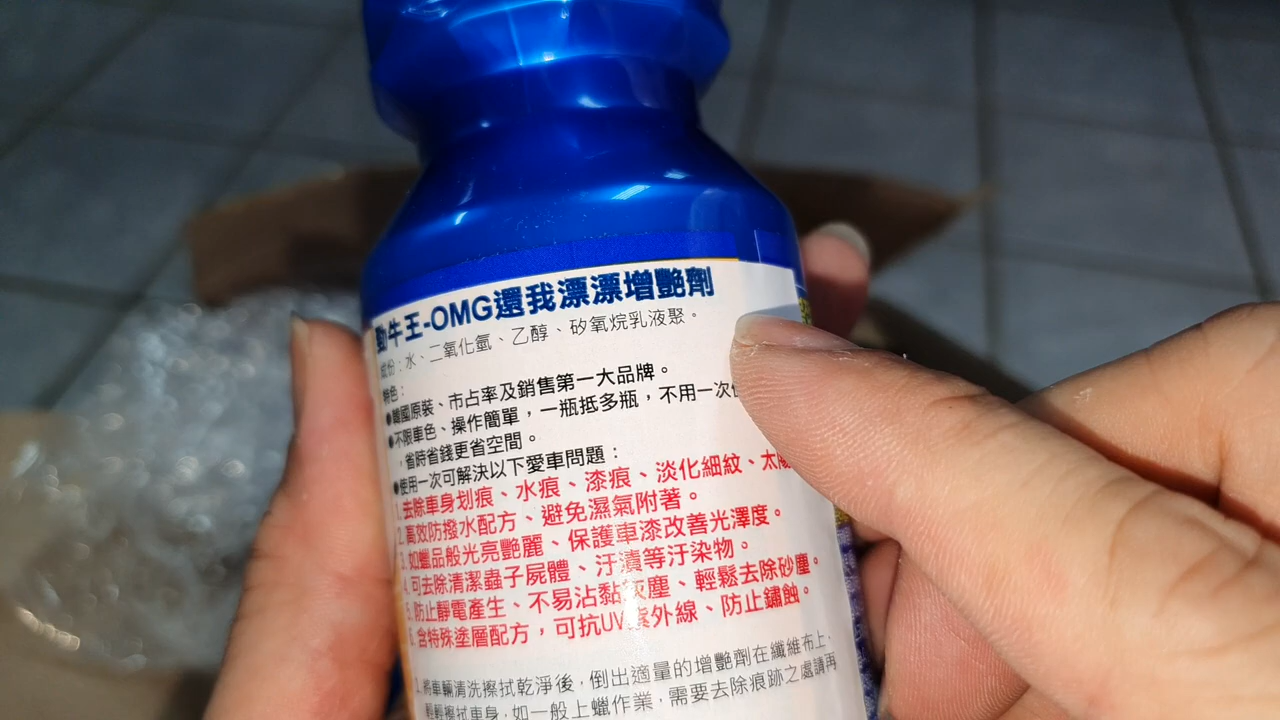 動牛王-OMG還我漂漂增艷劑
成份:水、二氧化氫、乙醇、矽氧烷乳液聚。
特色:
●韓國原裝、市占率及銷售第一大品牌。
●不限車色、操作簡單,一瓶抵多瓶,不用一次
,省時省錢更省空間。
●使用一次可解決以下愛車問題:
1.去除車身划痕、水痕、漆痕、淡化細紋、太
2.高效防撥水配方、避免濕氣附著。
3.如蠟品般光亮艷麗、保護車漆改善光澤度。
4.可去除清潔蟲子屍體、汙漬等汙染物。
5.防止靜電產生、不易沾黏灰塵、輕鬆去除砂塵。
6.含特殊塗層配方,可抗UV紫外線、防止鏽蝕。
1.將車輛清洗擦拭乾淨後,倒出適量的增艷劑在纖維布上,
輕輕擦拭車身,如一般上蠟作業,需要去除痕跡之處請再